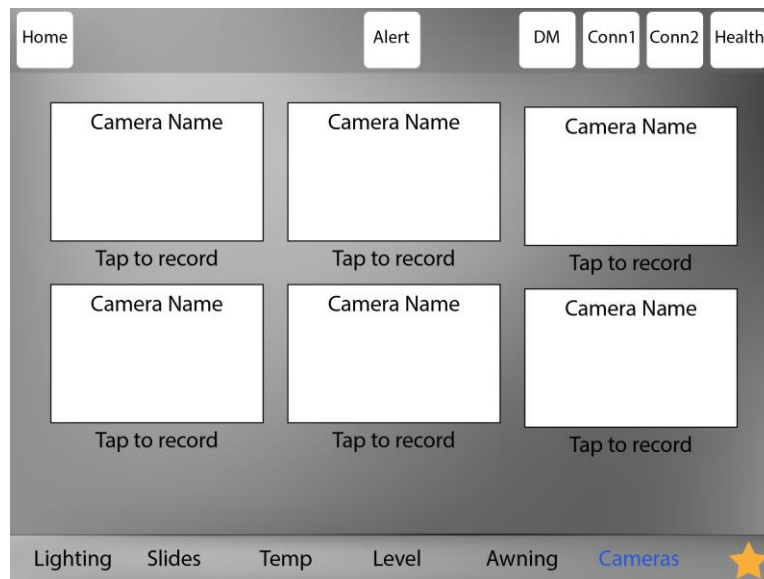 Home Alert DM Conn1 Conn2 Health
Camera Name Camera Name Camera Name
Tap to record Tap to record Tap to record
Camera Name Camera Name Camera Name
Tap to record Tap to record Tap to record
Lighting Slides Temp Level Awning Cameras